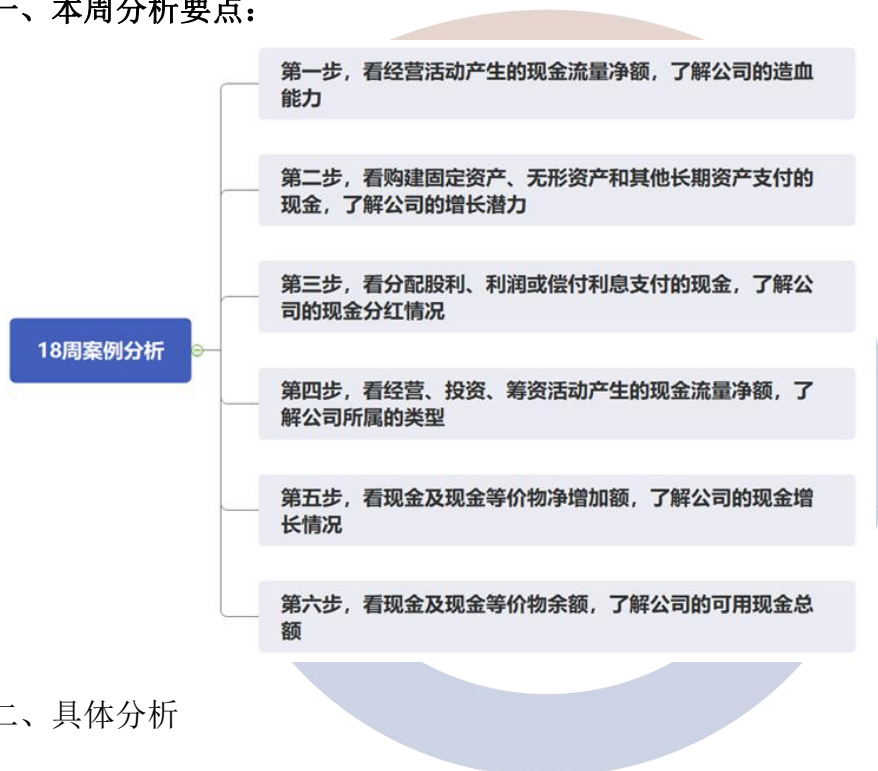 一、本周分析要点：
第一步，看经营活动产生的现金流量净额，了解公司的造血
能力
第二步，看购建固定资产、无形资产和其他长期资产支付的
现金，了解公司的增长潜力
第三步，看分配股利、利润或偿付利息支付的现金，了解公
司的现金分红情况
18周案例分析
第四步，看经营、投资、筹资活动产生的现金流量净额，了
解公司所属的类型
第五步，看现金及现金等价物净增加额，了解公司的现金增
长情况
第六步，看现金及现金等价物余额，了解公司的可用现金总
额
二、具体分析